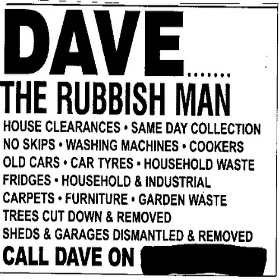 DAVE.......
THE RUBBISH MAN
HOUSE CLEARANCES • SAME DAY COLLECTION
NO SKIPS • WASHING MACHINES • COOKERS
OLD CARS • CAR TYRES • HOUSEHOLD WASTE
FRIDGES • HOUSEHOLD & INDUSTRIAL
CARPETS • FURNITURE • GARDEN WASTE
TREES CUT DOWN & REMOVED
SHEDS & GARAGES DISMANTLED & REMOVED
CALL DAVE ON